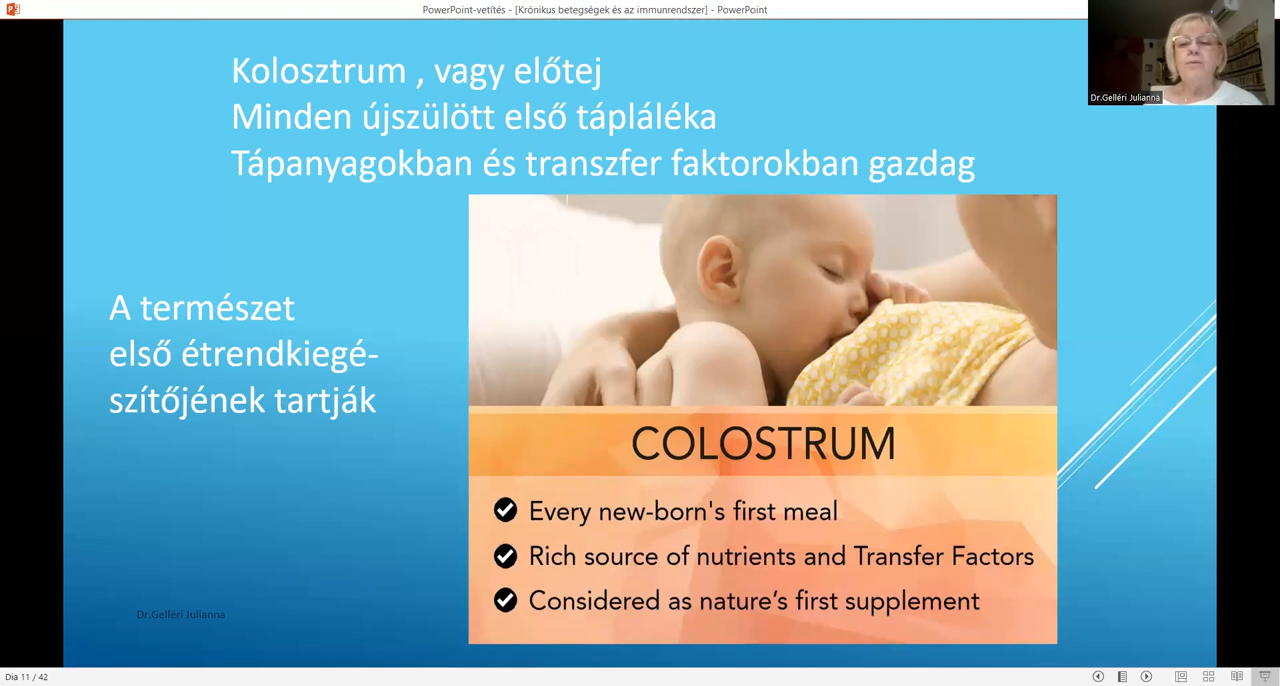 PowerPoint-vetítés - [Krónikus betegségek és az immunrendszer] - PowerPoint
Dr.Gelléri Julianna
Kolosztrum , vagy előtej
Minden újszülött első tápláléka
Tápanyagokban és transzfer faktorokban gazdag
A természet
első étrendkiegé-
szítőjének tartják
COLOSTRUM
Every new-born's first meal
Rich source of nutrients and Transfer Factors
Considered as nature’s first supplement
Dr.Gelléri Julianna
Dia 11 / 42